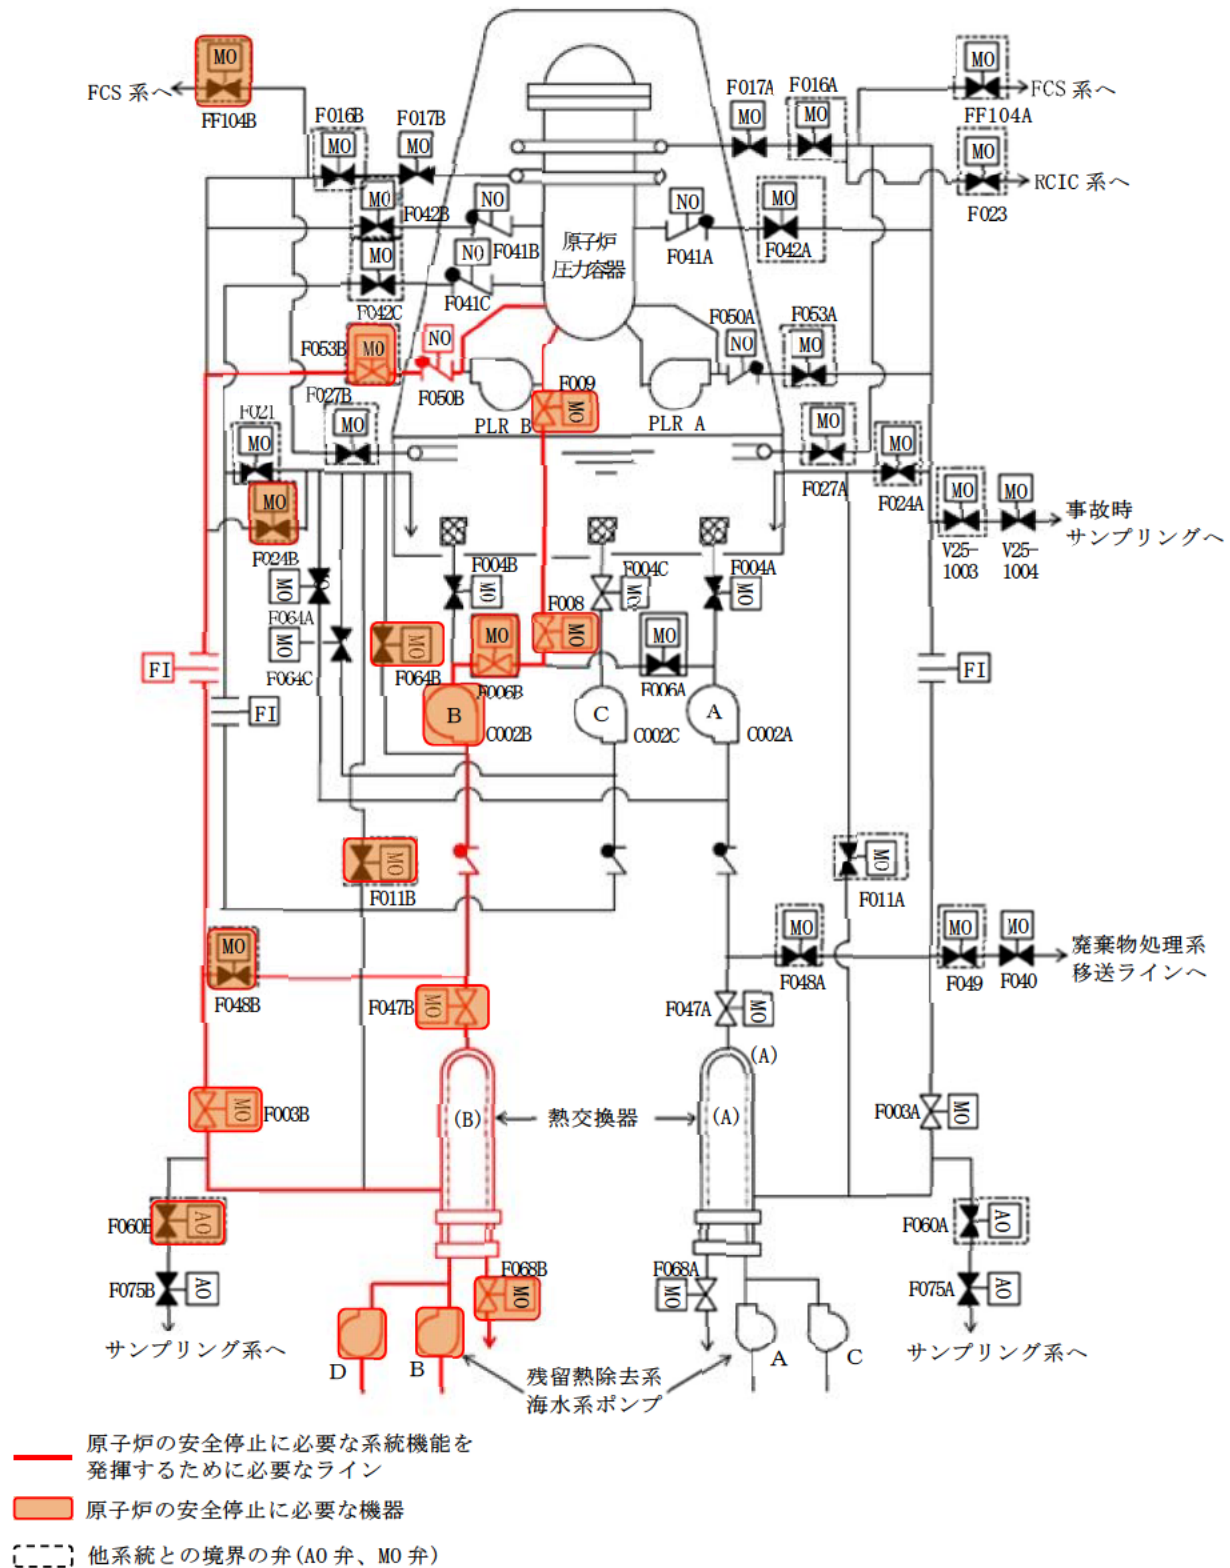 MO
MO
FCS 系へ
FF104B
F016B
F017B
MO
MO
F017A
F016A
MO
MO
FCS 系へ
FF104A
MO
RCIC 系へ
F023
MO
F042B
NO
F041B
NO
F041A
MO
F042A
原子炉
圧力容器
MO
F042C
NO
F041C
F053B
MO
F027B
NO
F050B
F050A
NO
F053A
MO
F009
MO
PLR B
PLR A
F021
MO
MO
MO
F027A
MO
F024A
MO
F024B
MO
V25-
1003
MO
V25-
1004
事故時
サンプリングへ
MO
F064A
MO
F064C
MO
F064B
F004B
MO
F004C
MO
F004A
MO
F008
MO
MO
F006B
MO
F006A
FI
FI
FI
B
C002B
C
C002C
A
C002A
MO
F011B
MO
F011A
MO
F048B
F047B
MO
F047A
MO
MO
F048A
MO
F049
MO
F040
廃棄物処理系
移送ラインへ
(A)
MO
F003B
(B)
熱交換器
(A)
F003A
MO
F060B
AO
F075B
AO
サンプリング系へ
F068B
MO
F068A
MO
F060A
AO
F075A
AO
サンプリング系へ
D
B
A
C
残留熱除去系
海水系ポンプ
原子炉の安全停止に必要な系統機能を
発揮するために必要なライン
原子炉の安全停止に必要な機器
他系統との境界の弁(AO 弁、MO 弁)